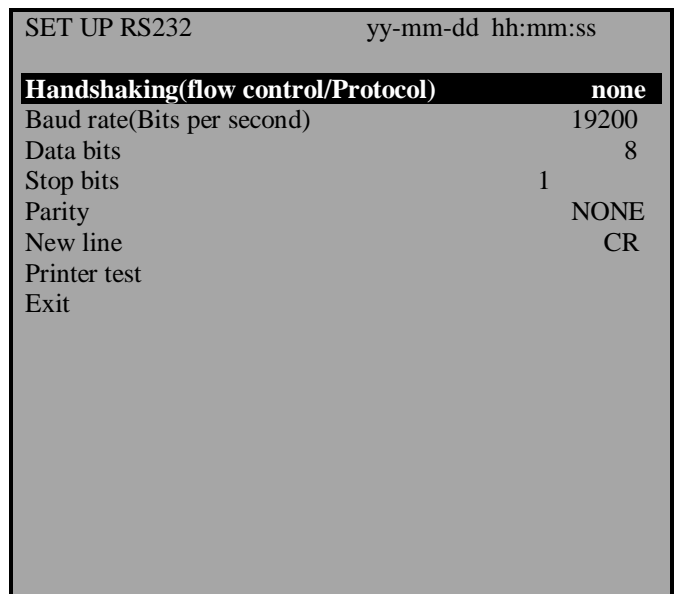 SET UP RS232 yy-mm-dd hh:mm:ss
Handshaking(flow control/Protocol) none
Baud rate(Bits per second) 19200
Data bits 8
Stop bits 1
Parity NONE
New line CR
Printer test
Exit